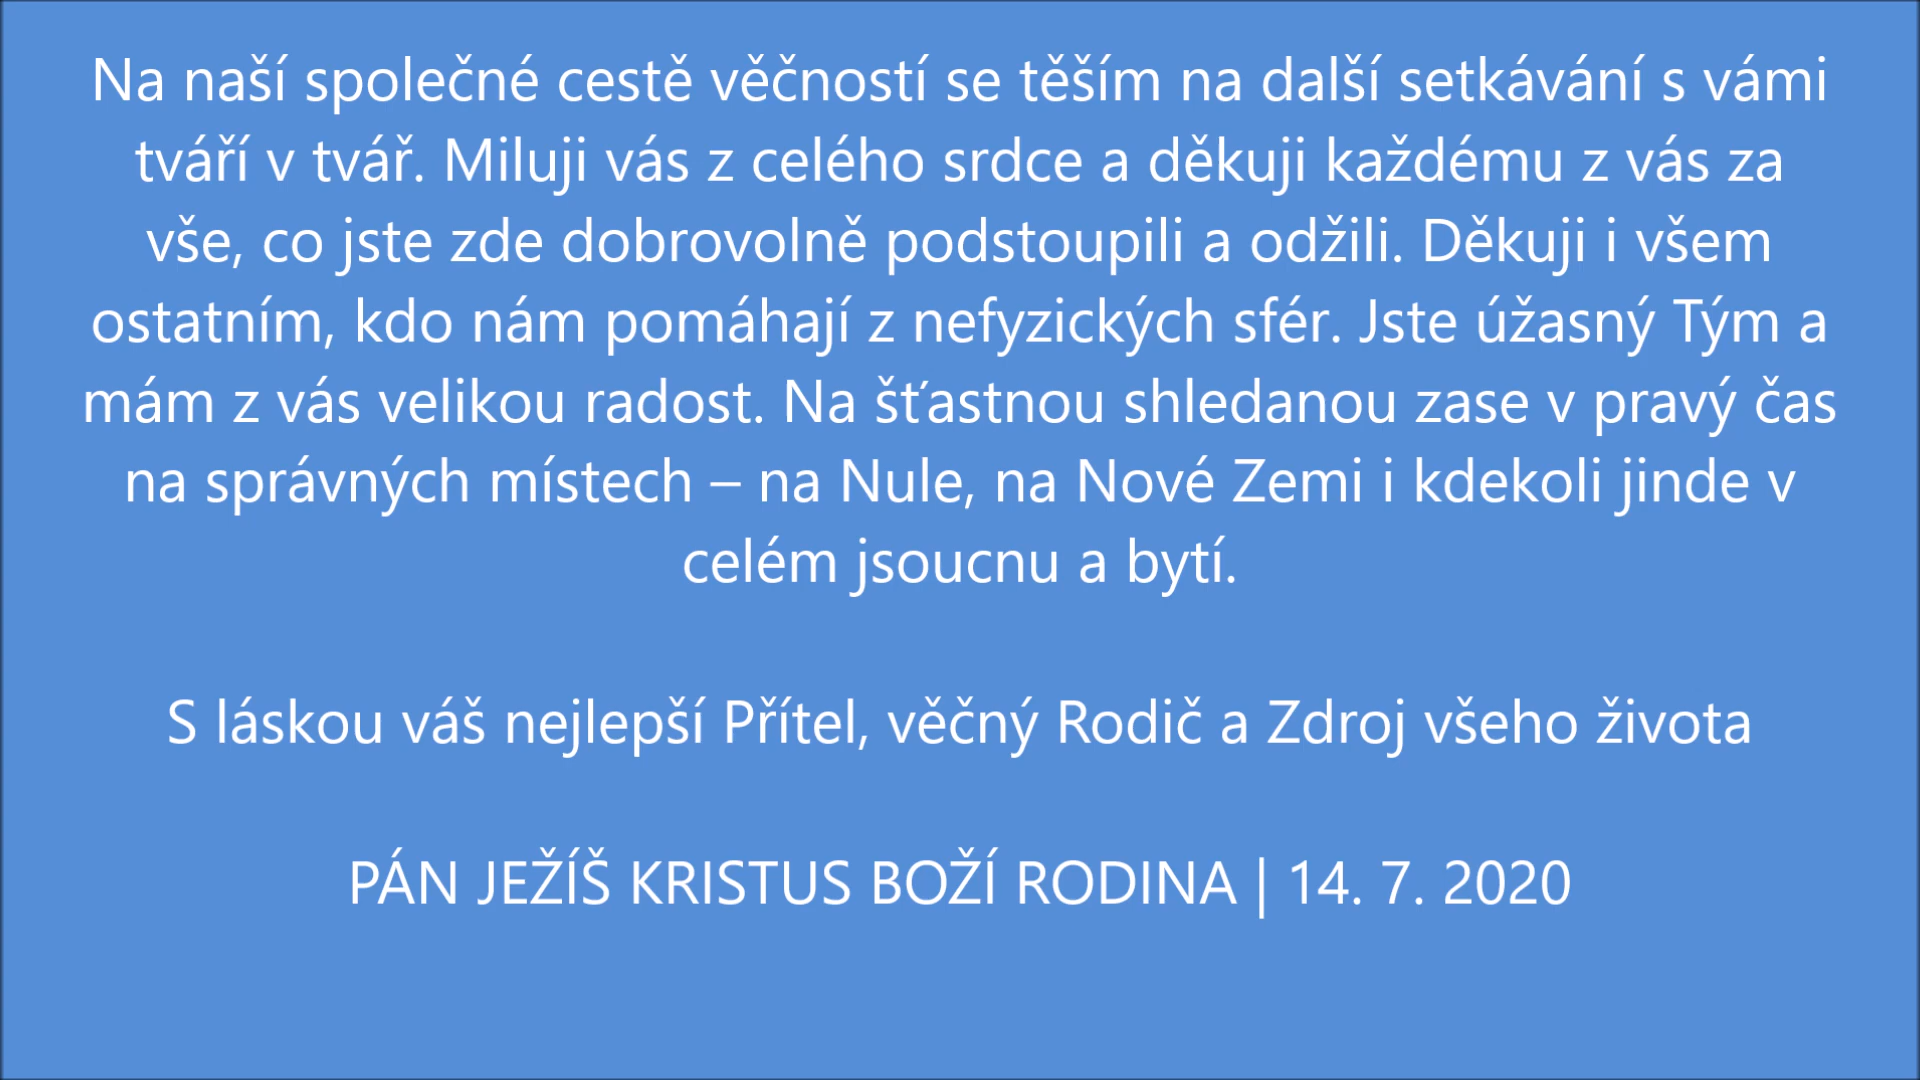 Na naší společné cestě věčností se těším na další setkávání s vámi
tváří v tvář. Miluji vás z celého srdce a děkuji každému z vás za
vše, co jste zde dobrovolně podstoupili a odžili. Děkuji i všem
ostatním, kdo nám pomáhají z nefyzických sfér. Jste úžasný Tým a
mám z vás velikou radost. Na šťastnou shledanou zase v pravý čas
na správných místech – na Nule, na Nové Zemi i kdekoli jinde v
celém jsoucnu a bytí.
S láskou váš nejlepší Přítel, věčný Rodič a Zdroj všeho života
PÁN JEŽÍŠ KRISTUS BOŽÍ RODINA | 14. 7. 2020